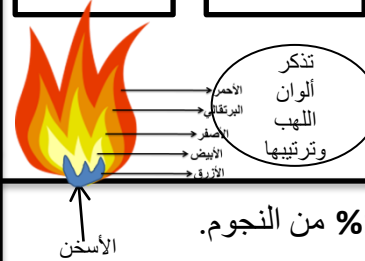 تذكر
ألوان
اللهب
وترتيبها
الأحمر
البرتقالي
الأصفر
الأبيض
الأزرق
% من النجوم.
الأسخن